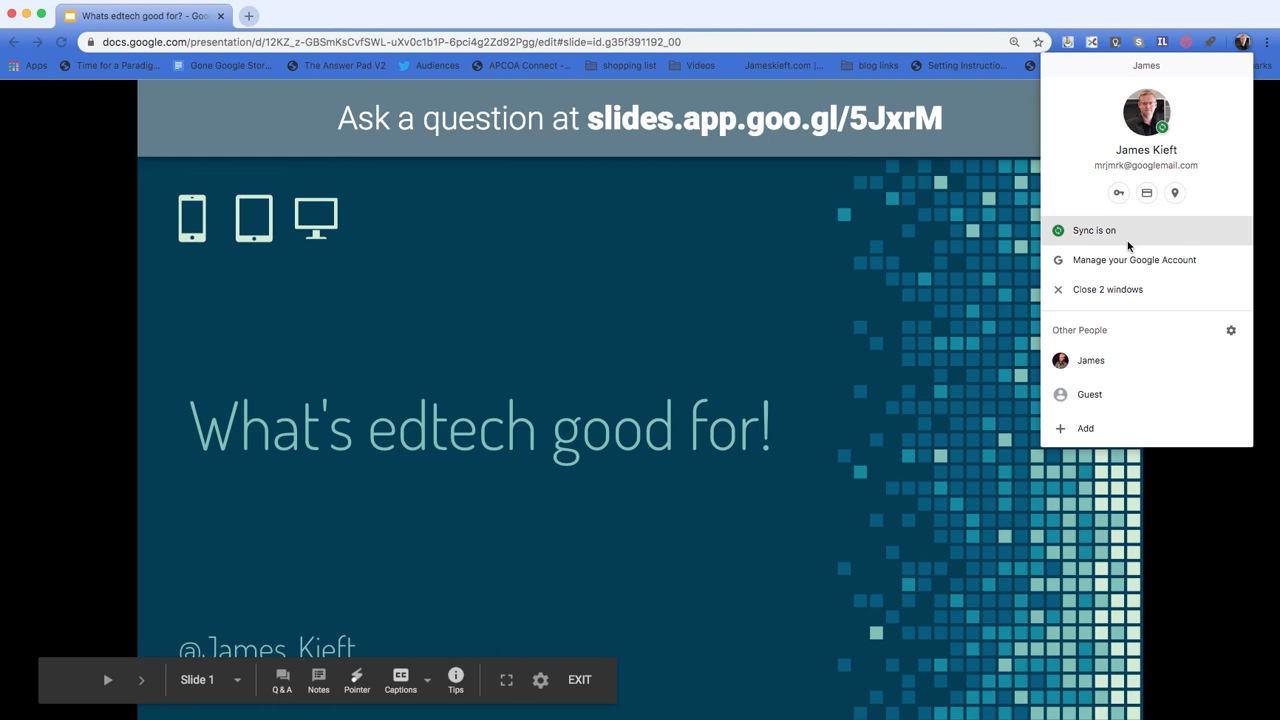 Whats edtech good for? - Goo
docs.google.com/presentation/d/12KZ_z-GBSmKsCvfSWL-uXv0c1b1P-6pci4g2Zd92Pgg/edit#slide=id.g35f391192_00
Apps
Time for a Paradig...
Gone Google Stor...
The Answer Pad V2
Audiences
APCOA Connect -...
shopping list
Videos
Jameskieft.com |...
blog links
Setting Instructio...
arks
Ask a question at slides.app.goo.gl/5JxrM
What's edtech good for!
@James_Kieft
James
James Kieft
mrjmrk@googlemail.com
Sync is on
Manage your Google Account
Close 2 windows
Other People
James
Guest
Add
Slide 1
Q & A
Notes
Pointer
Captions
Tips
EXIT